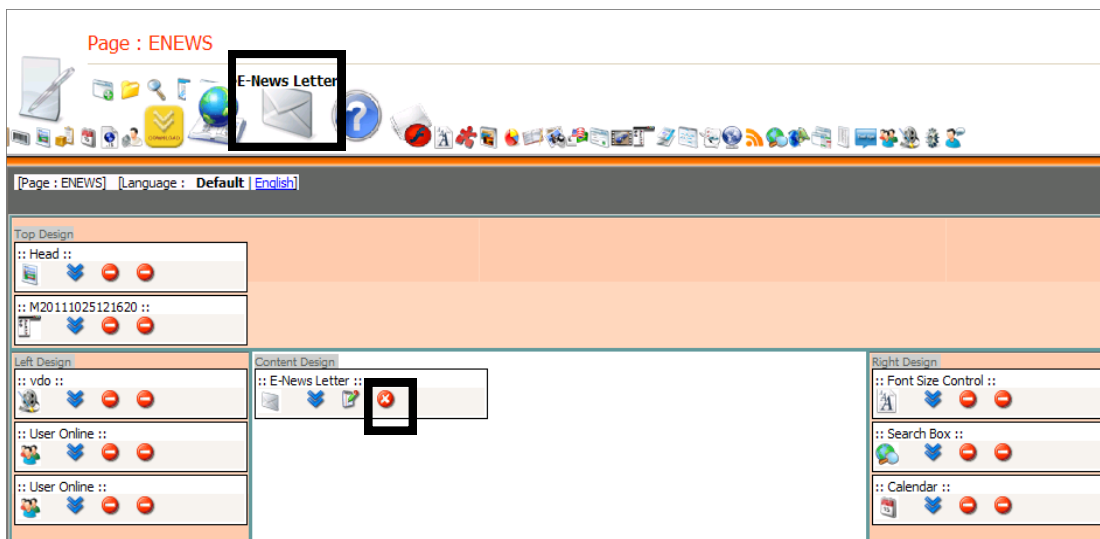 Page : ENEWS
E-News Letter
DOWNLOAD
[Page : ENEWS] [Language : Default | English]
Top Design
:: Head ::
:: M20111025121620 ::
Left Design
:: vdo ::
:: User Online ::
:: User Online ::
Content Design
:: E-News Letter ::
Right Design
:: Font Size Control ::
:: Search Box ::
:: Calendar ::